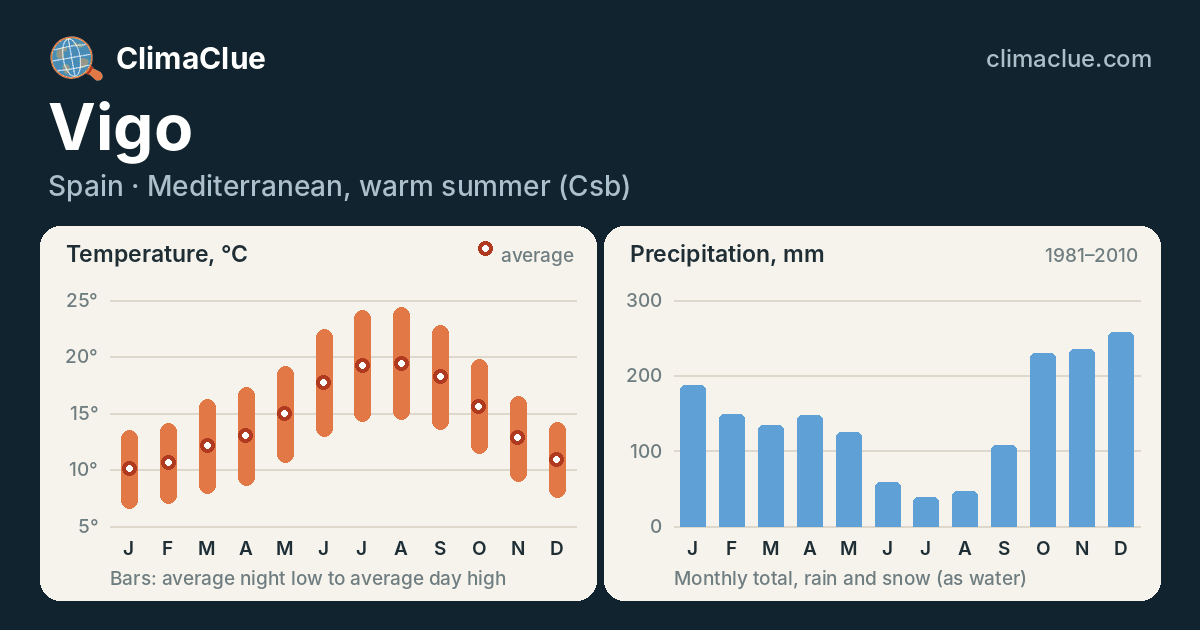 ClimaClue
climaclue.com
Vigo
Spain · Mediterranean, warm summer (Csb)
Temperature, °C
average
25°
20°
15°
10°
5°
J F M A M J J A S O N D
Bars: average night low to average day high
Precipitation, mm
1981–2010
300
200
100
0
J F M A M J J A S O N D
Monthly total, rain and snow (as water)